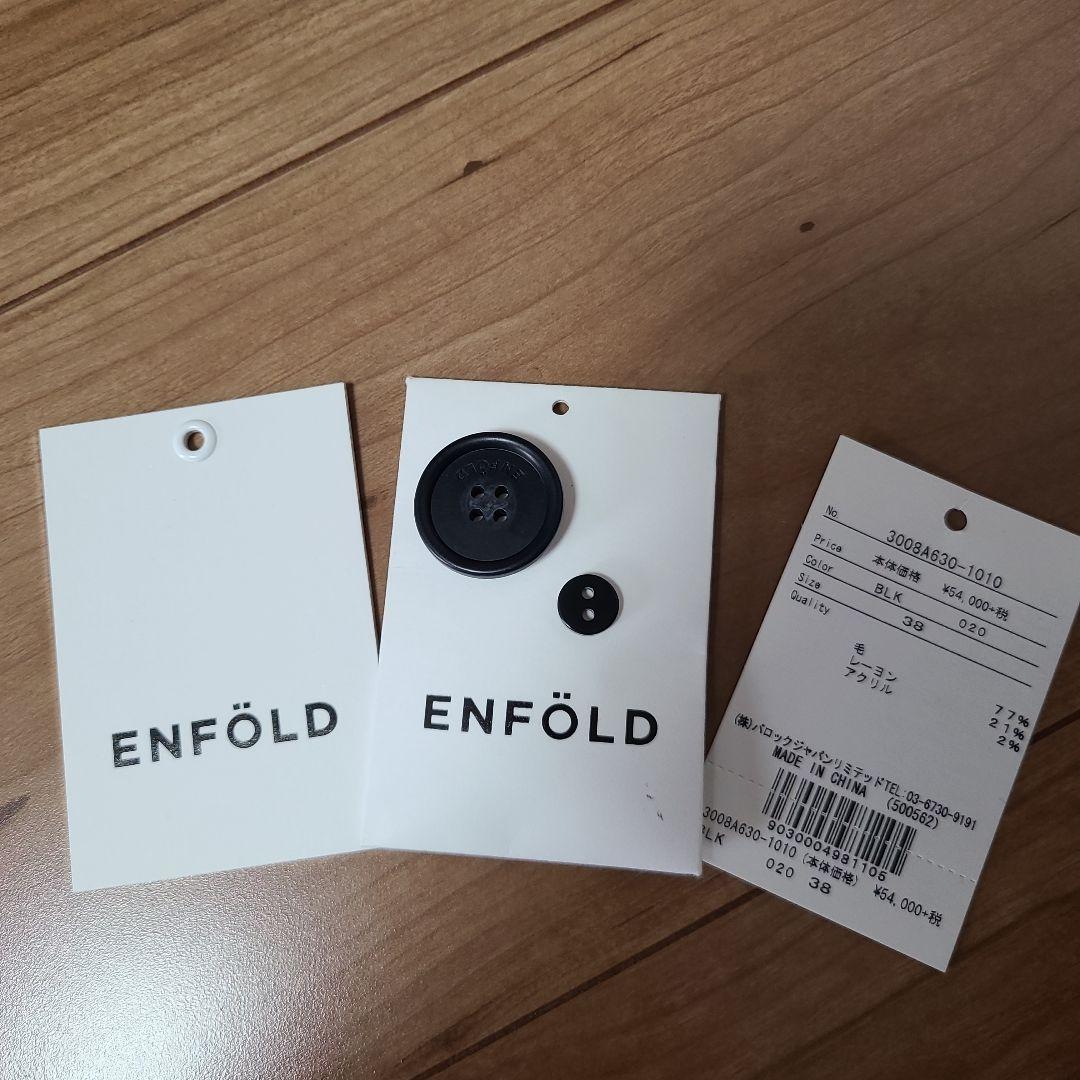 ENFÖLD
ENFÖLD
ENFÖLD
No 3008A630-1010
Price 本体価格 ¥54,000+税
Color BLK 020
Size 38
Quality
毛 77%
レーヨン 21%
アクリル 2%
(株)バロックジャパンリミテッドTEL:03-6730-9191
MADE IN CHINA (500562)
9030004981105
3008A630-1010 (本体価格) ¥54,000+税
BLK 020 38